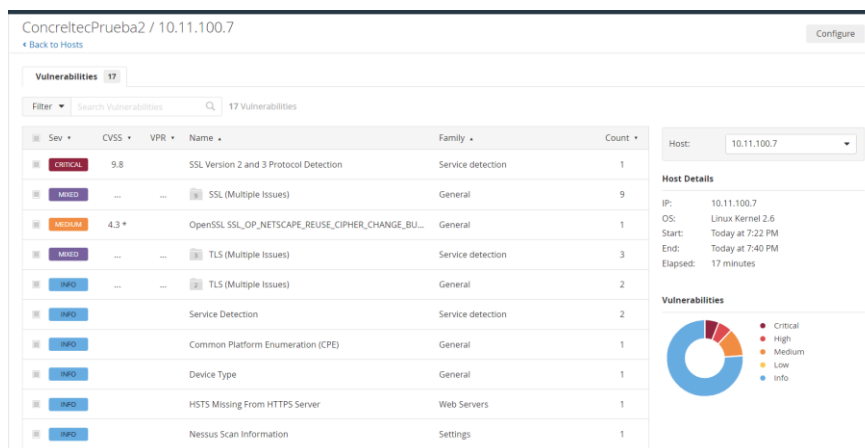 ConcreltecPrueba2 / 10.11.100.7
Back to Hosts
Configure
Vulnerabilities 17
Filter Search Vulnerabilities 17 Vulnerabilities
Sev CVSS VPR Name Family Count
CRITICAL 9.8 SSL Version 2 and 3 Protocol Detection Service detection 1
MIXED ... ... SSL (Multiple Issues) General 9
MEDIUM 4.3 * OpenSSL SSL_OP_NETSCAPE_REUSE_CIPHER_CHANGE_BU... General 1
MIXED ... ... 3 TLS (Multiple Issues) Service detection 3
INFO ... ... 2 TLS (Multiple Issues) General 2
INFO Service Detection Service detection 2
INFO Common Platform Enumeration (CPE) General 1
INFO Device Type General 1
INFO HSTS Missing From HTTPS Server Web Servers 1
INFO Nessus Scan Information Settings 1
Host: 10.11.100.7
Host Details
IP: 10.11.100.7
OS: Linux Kernel 2.6
Start: Today at 7:22 PM
End: Today at 7:40 PM
Elapsed: 17 minutes
Vulnerabilities
Critical
High
Medium
Low
Info